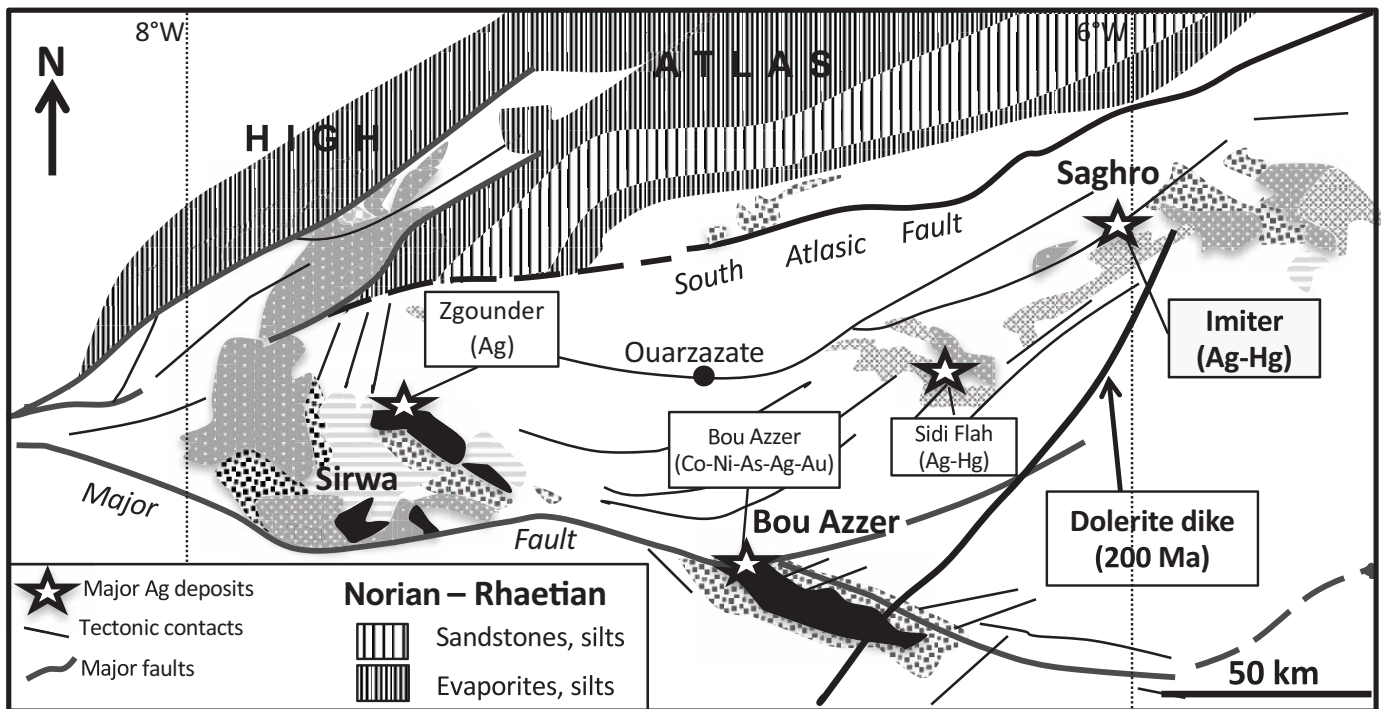 8°W
6°W
N
HIGH
ATLAS
Saghro
South Atlasic Fault
Zgounder
(Ag)
Ouarzazate
Imiter
(Ag-Hg)
Bou Azzer
(Co-Ni-As-Ag-Au)
Sidi Flah
(Ag-Hg)
Sirwa
Major Fault
Bou Azzer
Dolerite dike
(200 Ma)
Major Ag deposits
Tectonic contacts
Major faults
Norian – Rhaetian
Sandstones, silts
Evaporites, silts
50 km